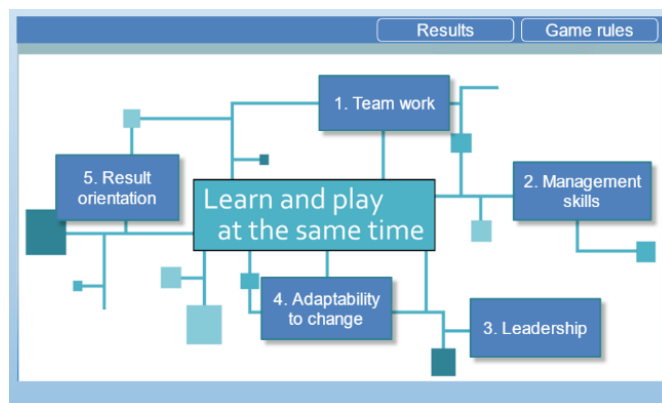 Results
Game rules
1. Team work
5. Result
orientation
Learn and play
at the same time
2. Management
skills
4. Adaptability
to change
3. Leadership